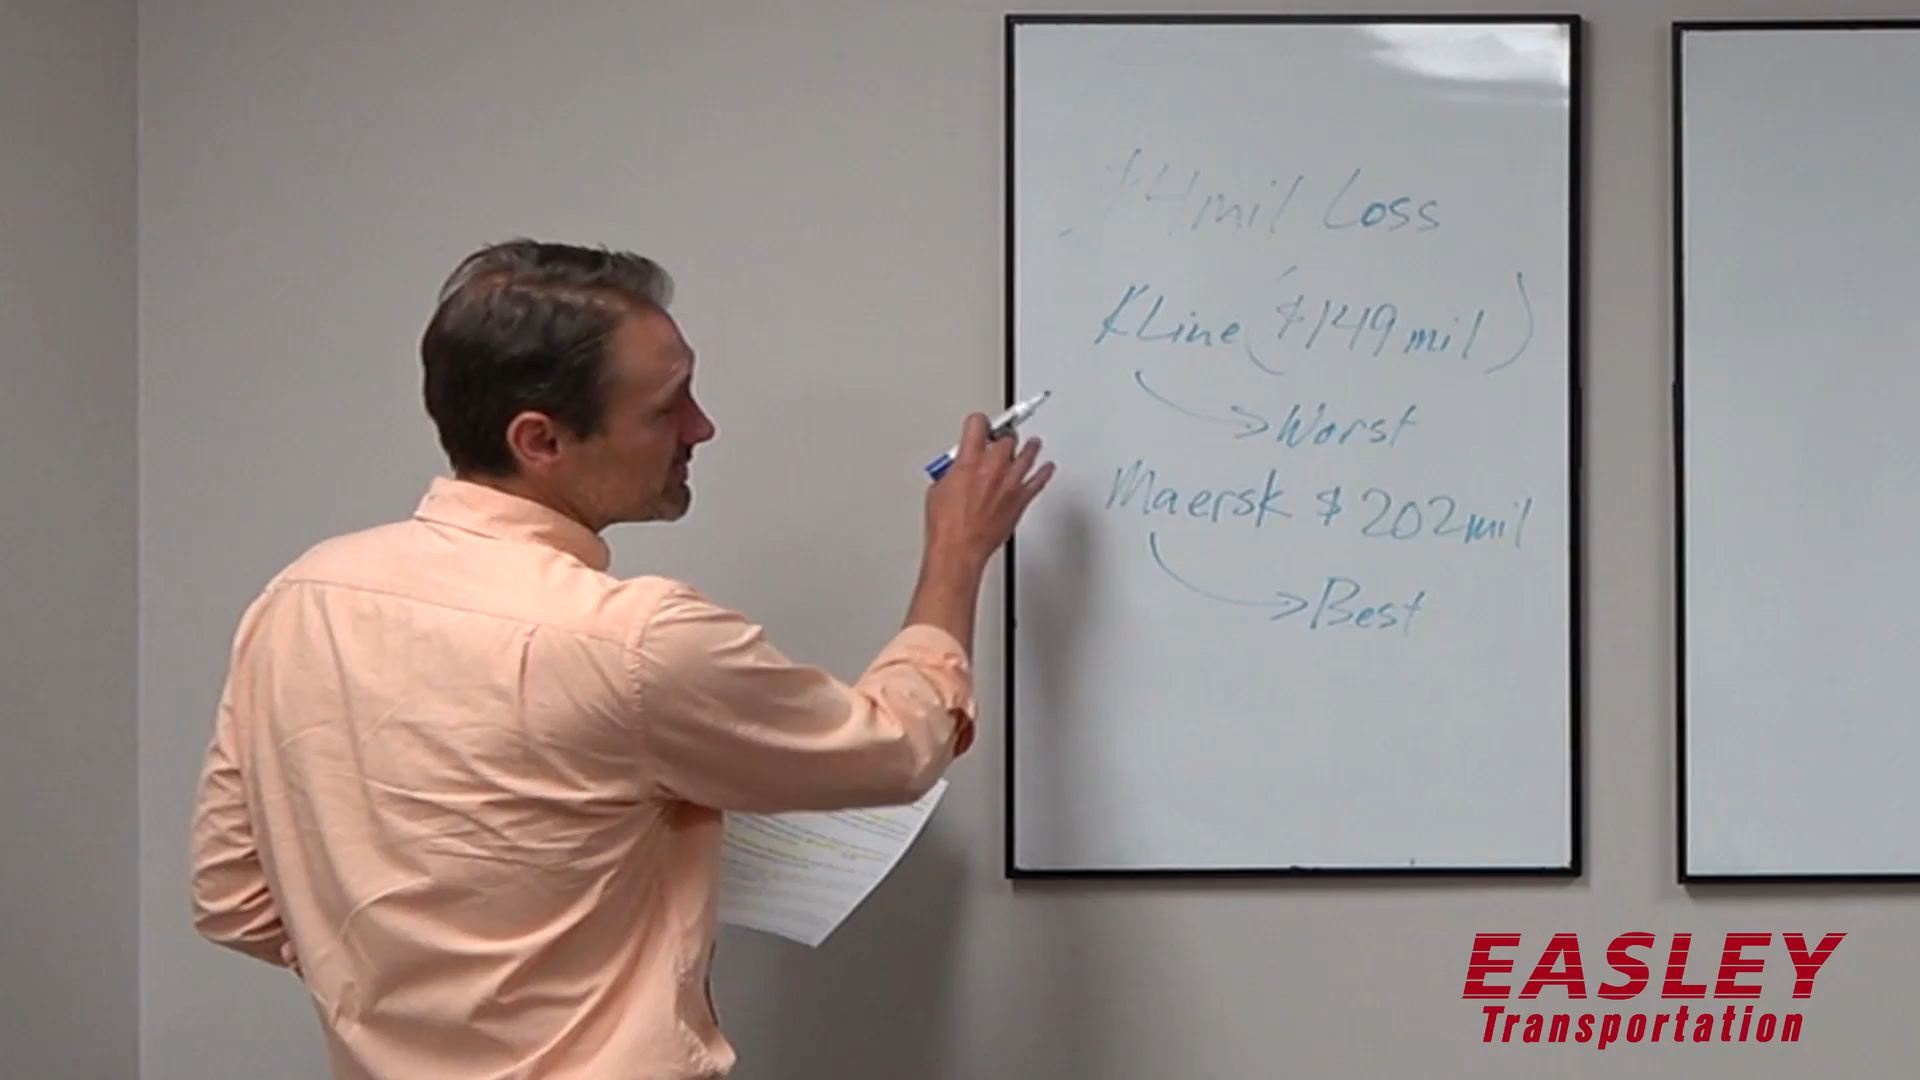 $4mil Loss
KLine ($149 mil)
Worst
Maersk $202mil
Best
EASLEY
Transportation